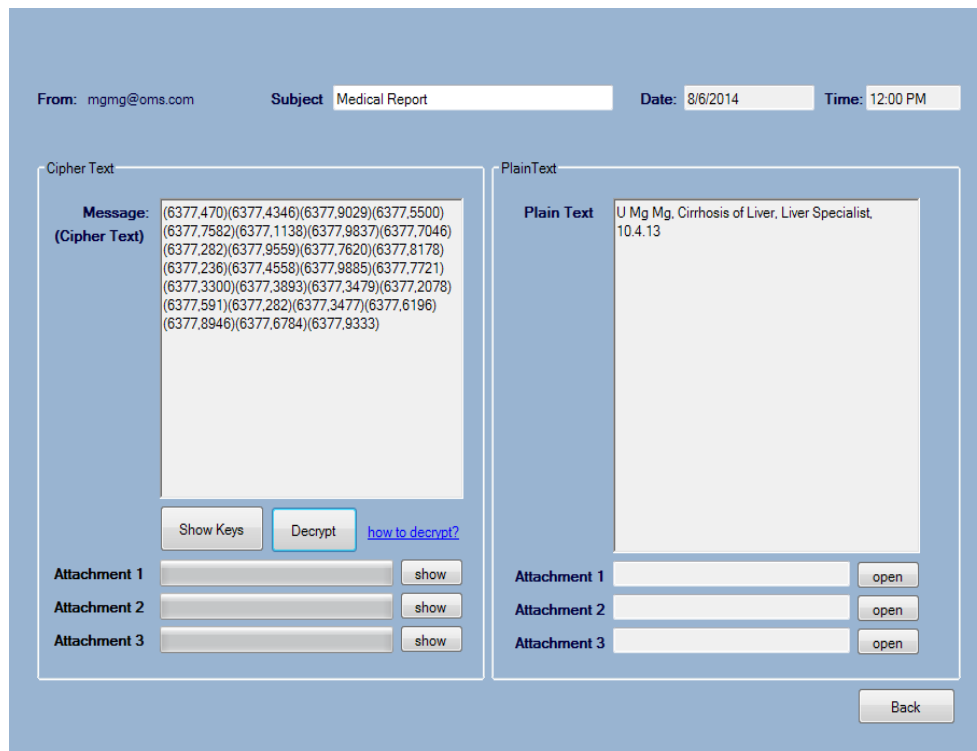 From: mgmg@oms.com Subject Medical Report Date: 8/6/2014 Time: 12:00 PM
Cipher Text
Message:
(Cipher Text)
(6377,470)(6377,4346)(6377,9029)(6377,5500)
(6377,7582)(6377,1138)(6377,9837)(6377,7046)
(6377,282)(6377,9559)(6377,7620)(6377,8178)
(6377,236)(6377,4558)(6377,9885)(6377,7721)
(6377,3300)(6377,3893)(6377,3479)(6377,2078)
(6377,591)(6377,282)(6377,3477)(6377,6196)
(6377,8946)(6377,6784)(6377,9333)
Show Keys Decrypt how to decrypt?
Attachment 1 show
Attachment 2 show
Attachment 3 show
PlainText
Plain Text
U Mg Mg, Cirrhosis of Liver, Liver Specialist,
10.4.13
Attachment 1 open
Attachment 2 open
Attachment 3 open
Back